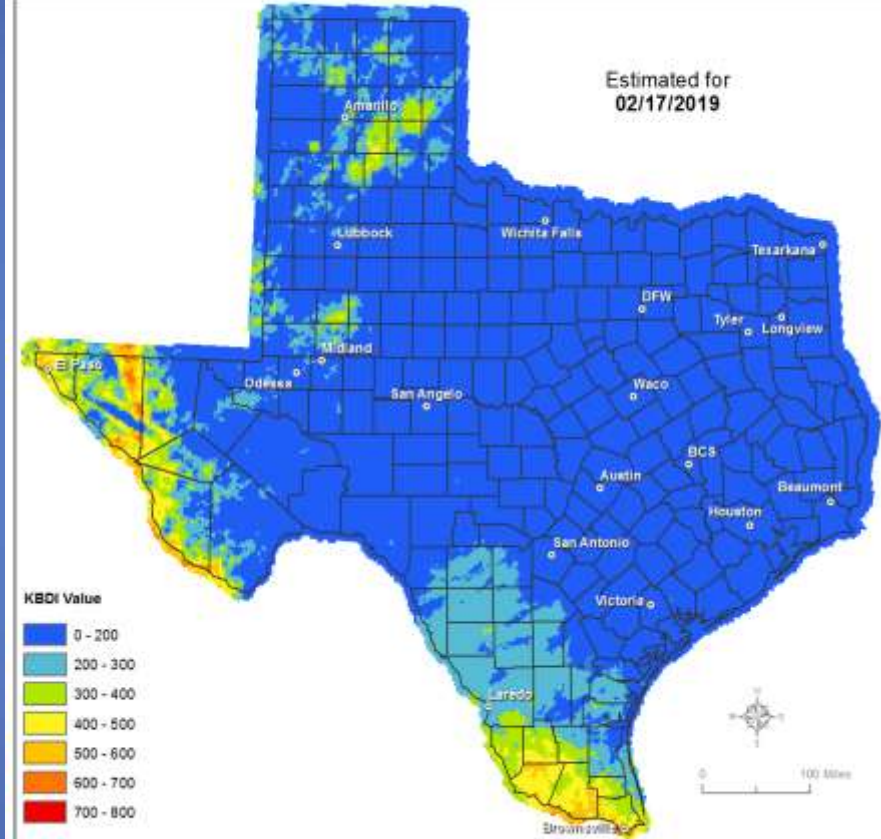 Estimated for
02/17/2019
Amarillo
Lubbock
Wichita Falls
Texarkana
DFW
Tyler
Longview
Midland
El Paso
Odessa
San Angelo
Waco
BCS
Austin
Beaumont
Houston
San Antonio
Victoria
KBDI Value
0 - 200
200 - 300
300 - 400
400 - 500
500 - 600
600 - 700
700 - 800
Laredo
0 100 Miles
Brownsville